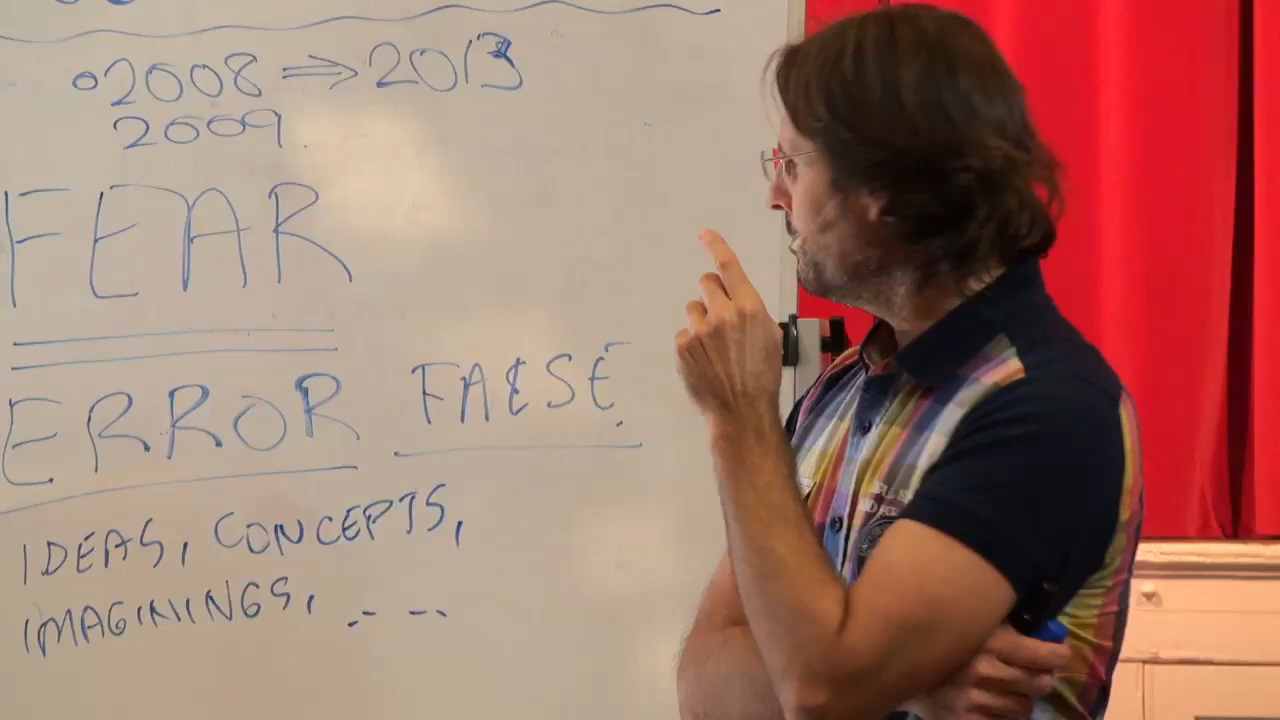 •2008 ⇒ 2013
2009
FEAR
ERROR FALSE
IDEAS, CONCEPTS,
IMAGININGS, - - - -